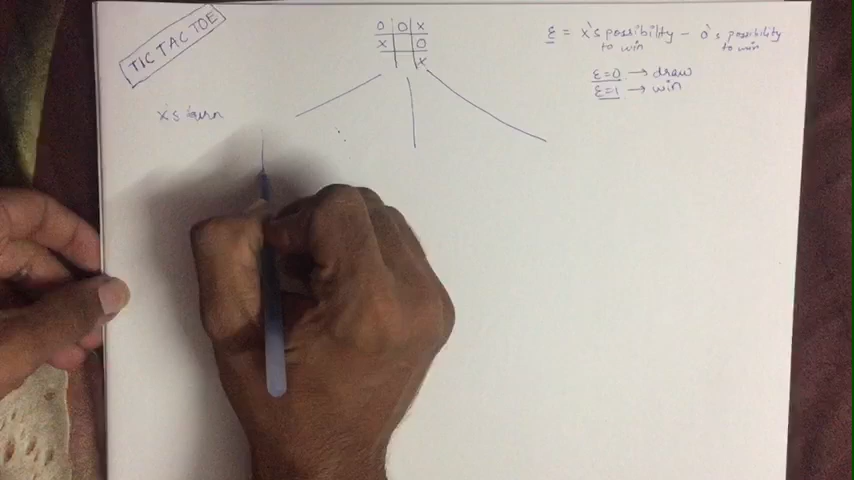 TIC TAC TOE
O O X
X O
X
ε = x's possibility to win - o's possibility to win
ε=0 → draw
ε=1 → win
x's turn